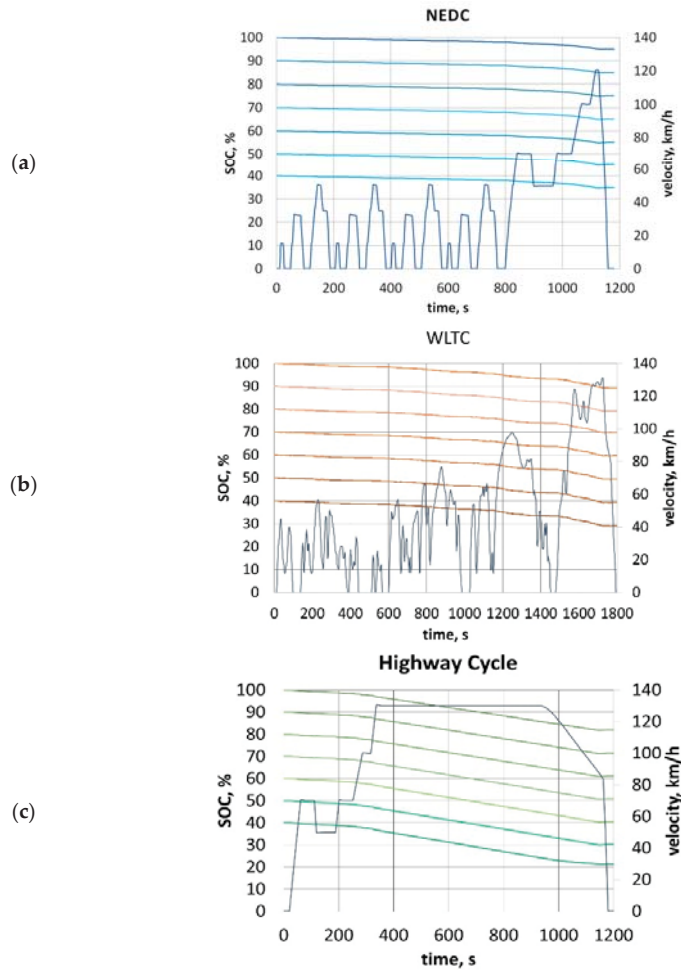 NEDC
100 140
90 120
80
70 100
60 80
50
40 60
30 40
20
10 20
0 0
0 200 400 600 800 1000 1200
time, s
SOC, %
velocity, km/h
(a)
WLTC
100 140
90 120
80
70 100
60 80
50
40 60
30 40
20
10 20
0 0
0 200 400 600 800 1000 1200 1400 1600 1800
time, s
SOC, %
velocity, km/h
(b)
Highway Cycle
100 140
90 120
80
70 100
60 80
50
40 60
30 40
20
10 20
0 0
0 200 400 600 800 1000 1200
time, s
SOC, %
velocity, km/h
(c)